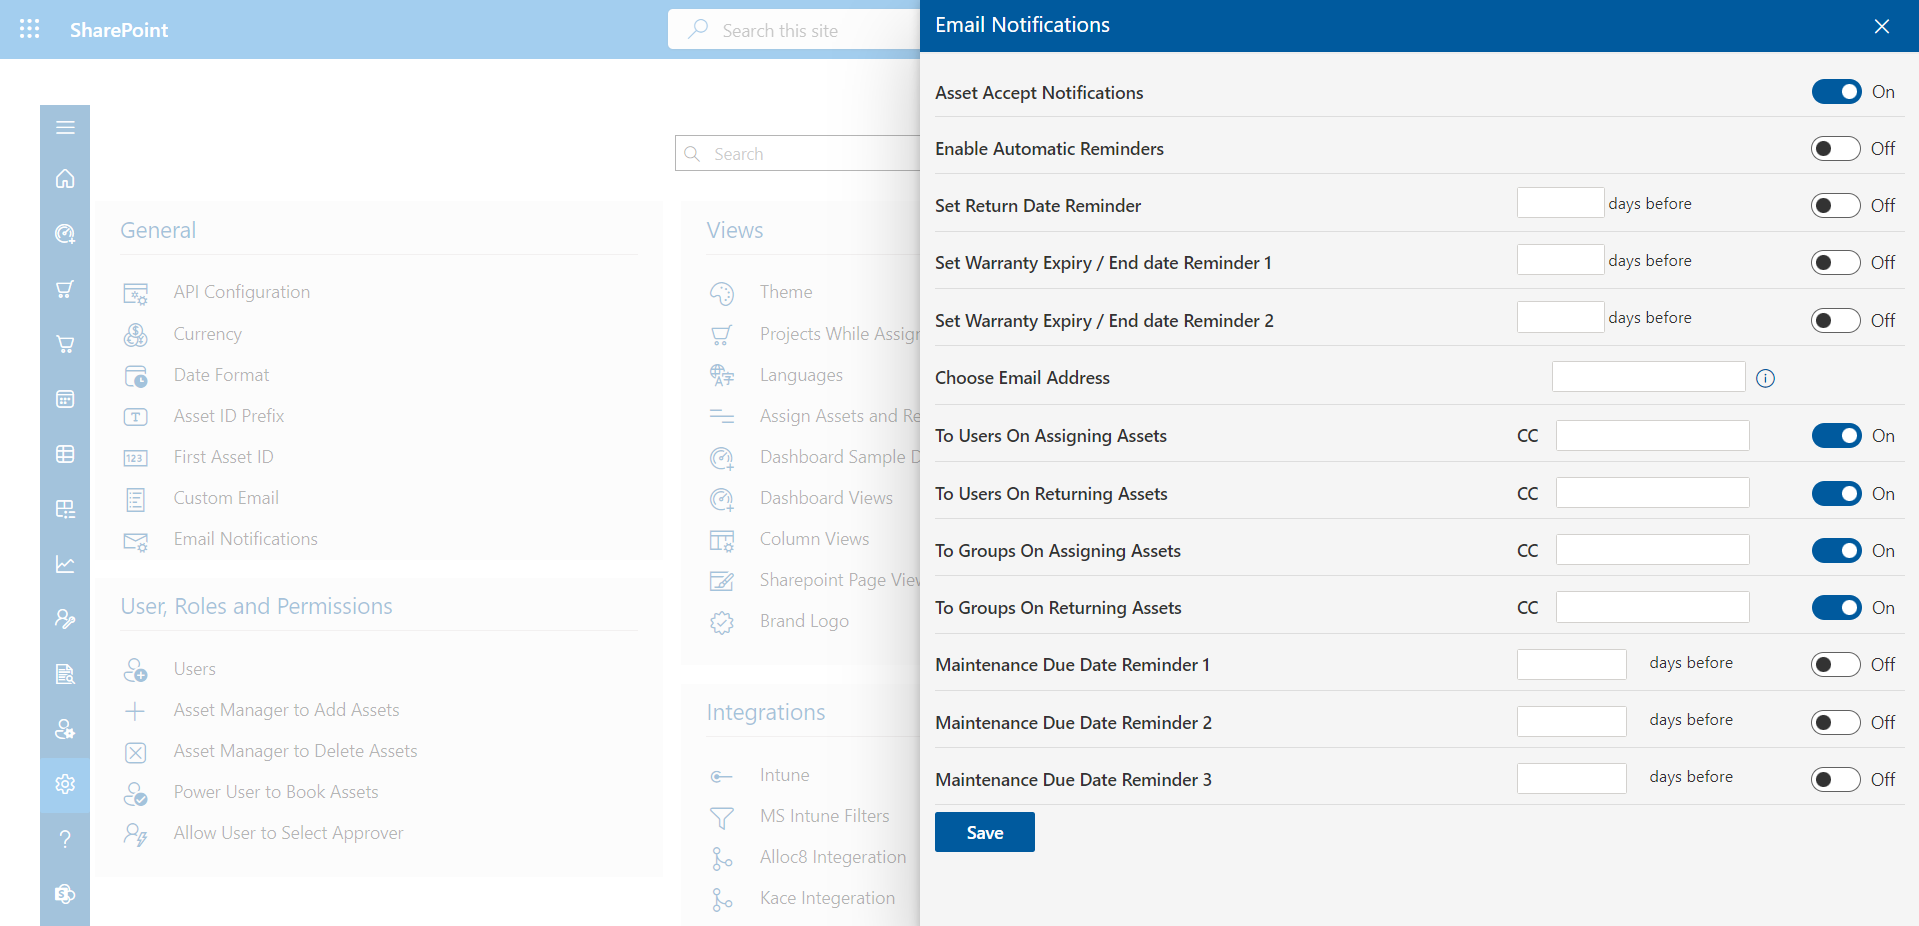 SharePoint
Search this site
Search
General
API Configuration
Currency
Date Format
Asset ID Prefix
First Asset ID
Custom Email
Email Notifications
User, Roles and Permissions
Users
Asset Manager to Add Assets
Asset Manager to Delete Assets
Power User to Book Assets
Allow User to Select Approver
Views
Theme
Projects While Assign
Languages
Assign Assets and Re
Dashboard Sample D
Dashboard Views
Column Views
Sharepoint Page View
Brand Logo
Integrations
Intune
MS Intune Filters
Alloc8 Integeration
Kace Integeration
Email Notifications
Asset Accept Notifications On
Enable Automatic Reminders Off
Set Return Date Reminder days before Off
Set Warranty Expiry / End date Reminder 1 days before Off
Set Warranty Expiry / End date Reminder 2 days before Off
Choose Email Address
To Users On Assigning Assets CC On
To Users On Returning Assets CC On
To Groups On Assigning Assets CC On
To Groups On Returning Assets CC On
Maintenance Due Date Reminder 1 days before Off
Maintenance Due Date Reminder 2 days before Off
Maintenance Due Date Reminder 3 days before Off
Save